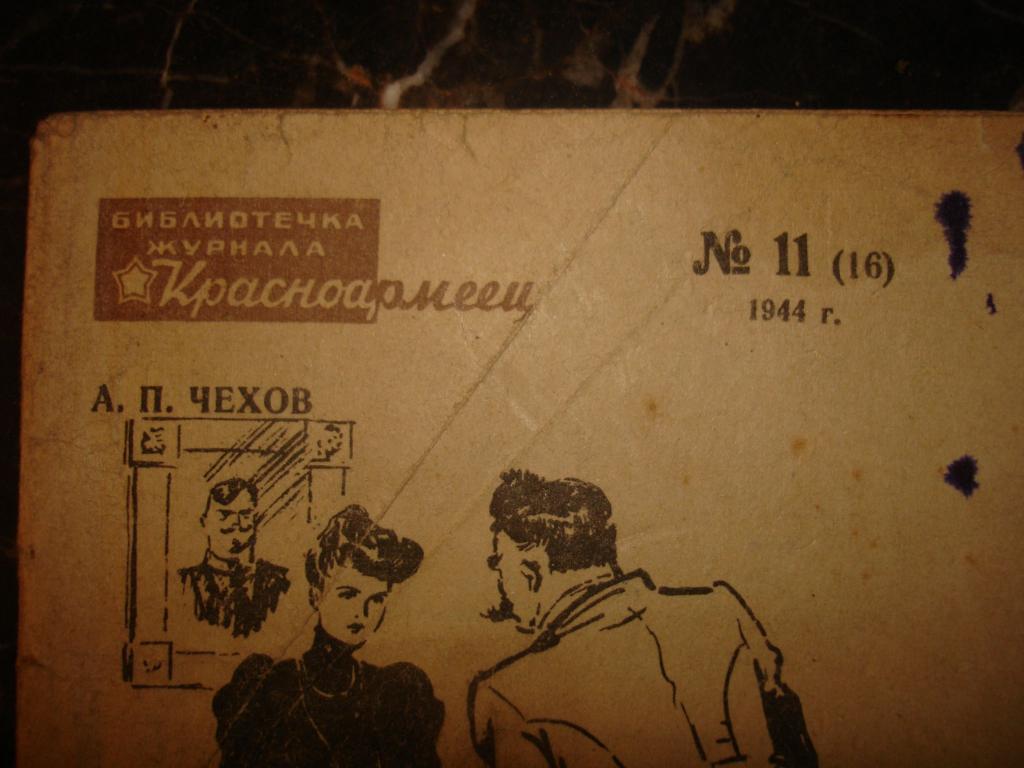 БИБЛИОТЕЧКА
ЖУРНАЛА
Красноармеец
№ 11 (16)
1944 г.
А. П. ЧЕХОВ